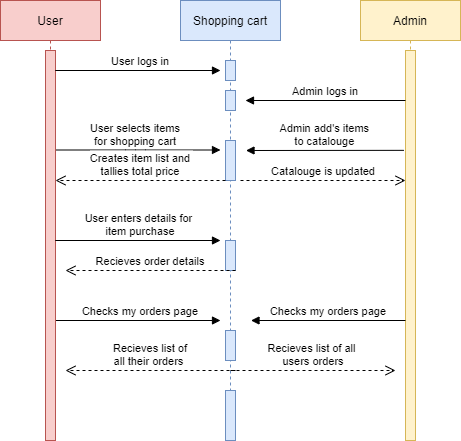 User
Shopping cart
Admin
User logs in
Admin logs in
User selects items
for shopping cart
Admin add's items
to catalouge
Creates item list and
tallies total price
Catalouge is updated
User enters details for
item purchase
Recieves order details
Checks my orders page
Checks my orders page
Recieves list of
all their orders
Recieves list of all
users orders